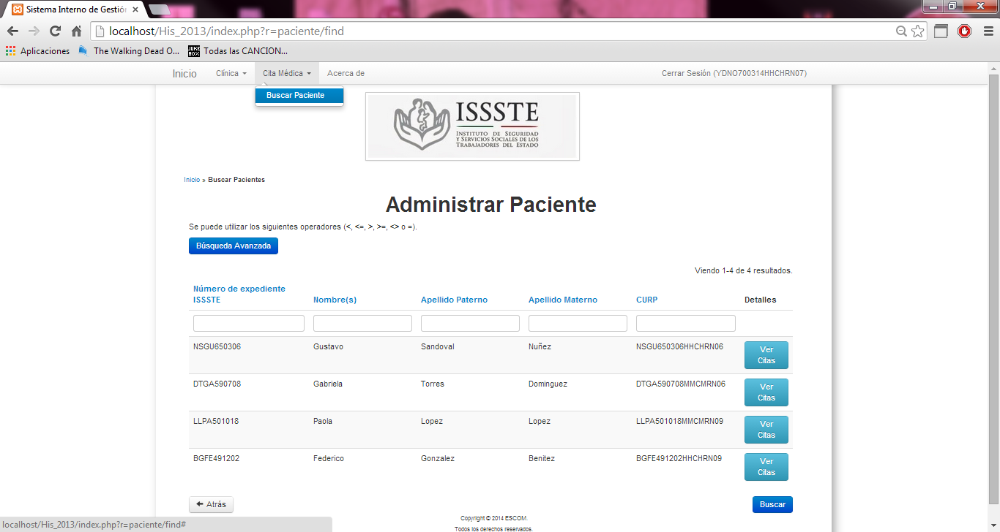 Sistema Interno de Gestión
localhost/His_2013/index.php?r=paciente/find
Aplicaciones The Walking Dead O... JUKE BOX Todas las CANCION...
Inicio Clínica Cita Médica Acerca de Cerrar Sesión (YDNO700314HHCHRN07)
Buscar Paciente
ISSSTE
INSTITUTO DE SEGURIDAD
Y SERVICIOS SOCIALES DE LOS
TRABAJADORES DEL ESTADO
Inicio » Buscar Pacientes
Administrar Paciente
Se puede utilizar los siguientes operadores (<, <=, >, >=, <> o =).
Búsqueda Avanzada
Viendo 1-4 de 4 resultados.
Número de expediente
ISSSTE Nombre(s) Apellido Paterno Apellido Materno CURP Detalles
NSGU650306 Gustavo Sandoval Nuñez NSGU650306HHCHRN06 Ver
Citas
DTGA590708 Gabriela Torres Dominguez DTGA590708MMCMRN06 Ver
Citas
LLPA501018 Paola Lopez Lopez LLPA501018MMCMRN09 Ver
Citas
BGFE491202 Federico Gonzalez Benitez BGFE491202HHCHRN09 Ver
Citas
Atrás Buscar
Copyright © 2014 ESCOM.
Todos los derechos reservados.
localhost/His_2013/index.php?r=paciente/find#